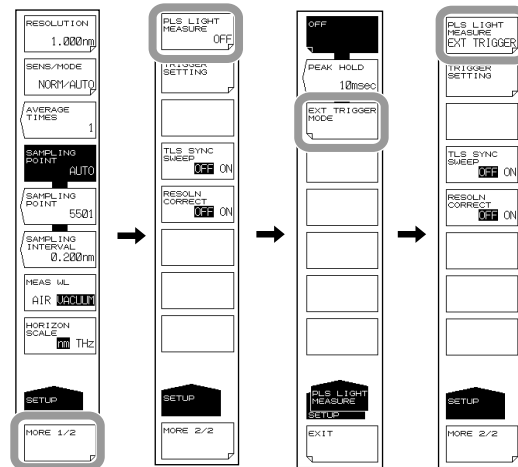 RESOLUTION
1.000nm
SENS/MODE
NORM/AUTO
AVERAGE
TIMES
1
SAMPLING
POINT
AUTO
SAMPLING
POINT
5501
SAMPLING
INTERVAL
0.200nm
MEAS WL
AIR VACUUM
HORIZON
SCALE
nm THz
SETUP
MORE 1/2
PLS LIGHT
MEASURE
OFF
TRIGGER
SETTING
TLS SYNC
SWEEP
OFF ON
RESOLN
CORRECT
OFF ON
SETUP
MORE 2/2
OFF
PEAK HOLD
10msec
EXT TRIGGER
MODE
PLS LIGHT
MEASURE
SETUP
EXIT
PLS LIGHT
MEASURE
EXT TRIGGER
TRIGGER
SETTING
TLS SYNC
SWEEP
OFF ON
RESOLN
CORRECT
OFF ON
SETUP
MORE 2/2